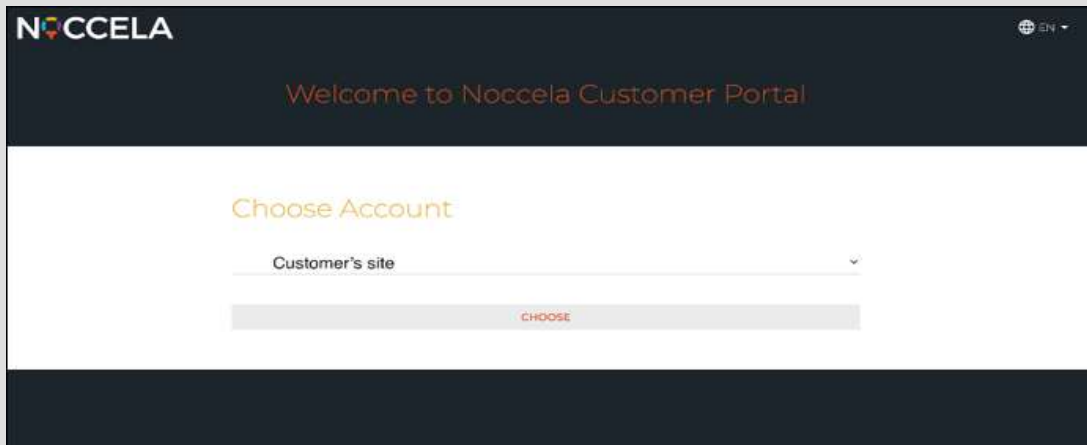 NOCCELA
EN
Welcome to Noccela Customer Portal
Choose Account
Customer's site
CHOOSE